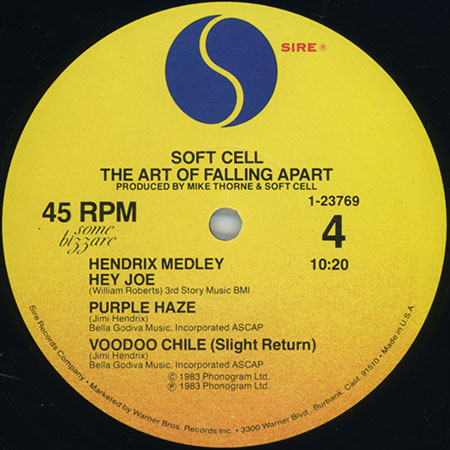 SIRE ®
SOFT CELL
THE ART OF FALLING APART
PRODUCED BY MIKE THORNE & SOFT CELL
1-23769
45 RPM
4
some
bizzare
10:20
HENDRIX MEDLEY
HEY JOE
(William Roberts) 3rd Story Music BMI
PURPLE HAZE
(Jimi Hendrix)
Bella Godiva Music, Incorporated ASCAP
VOODOO CHILE (Slight Return)
(Jimi Hendrix)
Bella Godiva Music, Incorporated ASCAP
© 1983 Phonogram Ltd.
℗ 1983 Phonogram Ltd.
Sire Records Company • Marketed by Warner Bros. Records Inc. • 3300 Warner Blvd., Burbank, Calif. 91510 • Made in U.S.A.